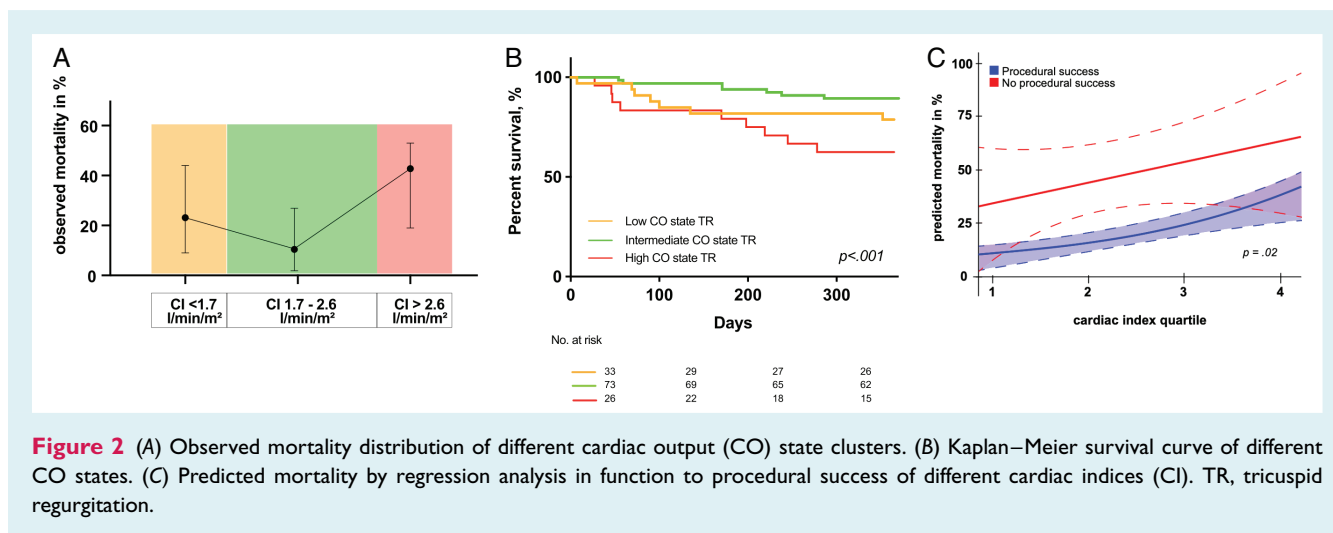 A
observed mortality in %
60
40
20
0
CI <1.7
l/min/m²
CI 1.7 - 2.6
l/min/m²
CI > 2.6
l/min/m²
B
Percent survival, %
100
50
0
Low CO state TR
Intermediate CO state TR
High CO state TR
p<.001
0 100 200 300
Days
No. at risk
33 29 27 26
73 69 65 62
26 22 18 15
C
predicted mortality in %
100
75
50
25
0
Procedural success
No procedural success
p = .02
1 2 3 4
cardiac index quartile
Figure 2 (A) Observed mortality distribution of different cardiac output (CO) state clusters. (B) Kaplan–Meier survival curve of different
CO states. (C) Predicted mortality by regression analysis in function to procedural success of different cardiac indices (CI). TR, tricuspid
regurgitation.